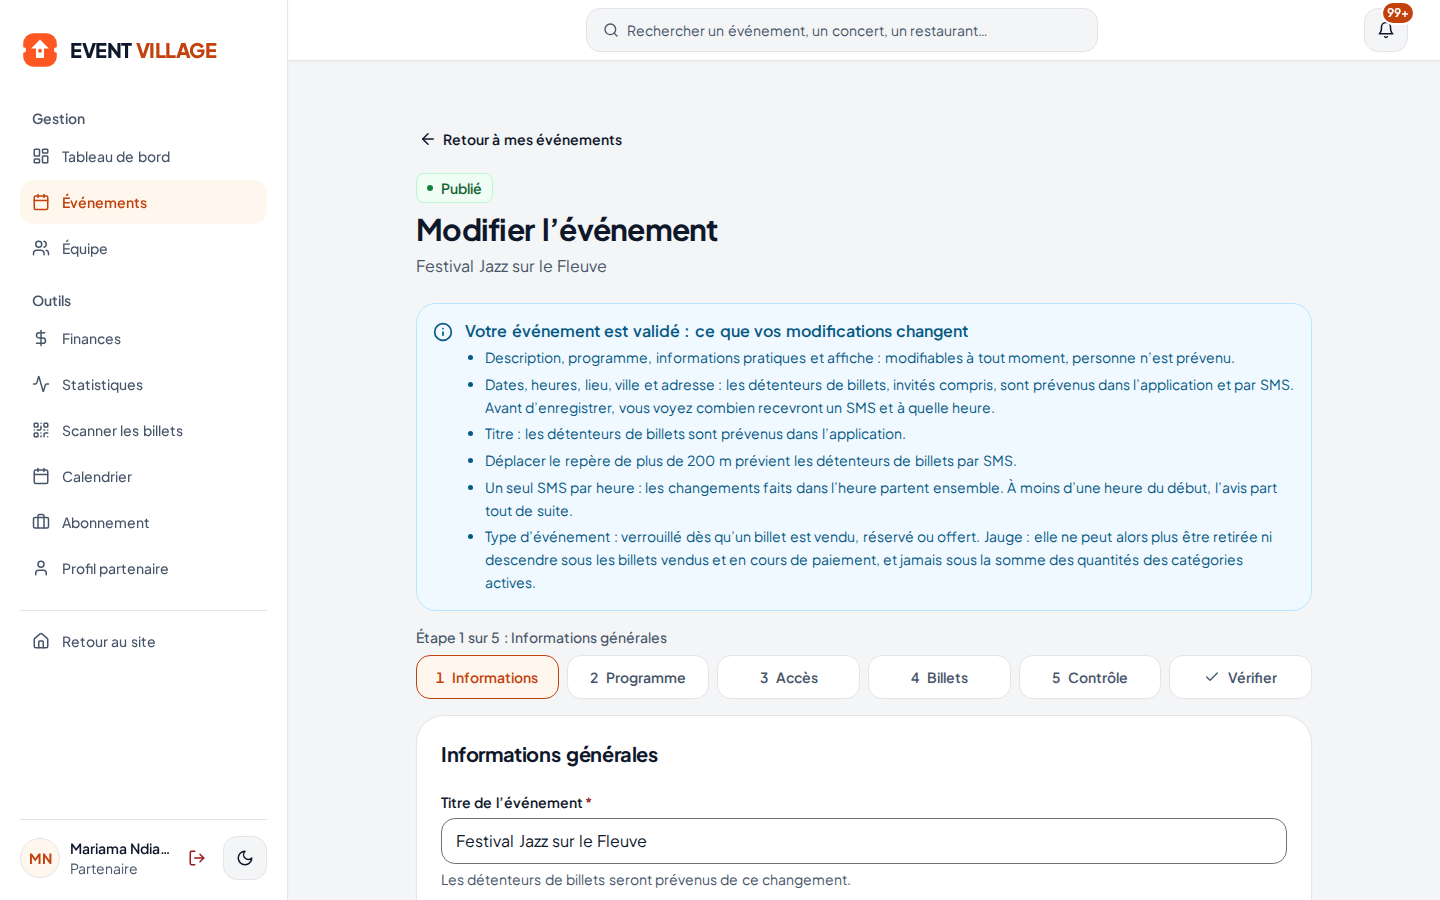 EVENT VILLAGE
Rechercher un événement, un concert, un restaurant…
99+
Gestion
Tableau de bord
Événements
Équipe
Outils
Finances
Statistiques
Scanner les billets
Calendrier
Abonnement
Profil partenaire
Retour au site
MN
Mariama Ndia…
Partenaire
Retour à mes événements
Publié
Modifier l’événement
Festival Jazz sur le Fleuve
Votre événement est validé : ce que vos modifications changent
Description, programme, informations pratiques et affiche : modifiables à tout moment, personne n’est prévenu.
Dates, heures, lieu, ville et adresse : les détenteurs de billets, invités compris, sont prévenus dans l’application et par SMS.
Avant d’enregistrer, vous voyez combien recevront un SMS et à quelle heure.
Titre : les détenteurs de billets sont prévenus dans l’application.
Déplacer le repère de plus de 200 m prévient les détenteurs de billets par SMS.
Un seul SMS par heure : les changements faits dans l’heure partent ensemble. À moins d’une heure du début, l’avis part
tout de suite.
Type d’événement : verrouillé dès qu’un billet est vendu, réservé ou offert. Jauge : elle ne peut alors plus être retirée ni
descendre sous les billets vendus et en cours de paiement, et jamais sous la somme des quantités des catégories
actives.
Étape 1 sur 5 : Informations générales
1 Informations
2 Programme
3 Accès
4 Billets
5 Contrôle
Vérifier
Informations générales
Titre de l’événement *
Festival Jazz sur le Fleuve
Les détenteurs de billets seront prévenus de ce changement.